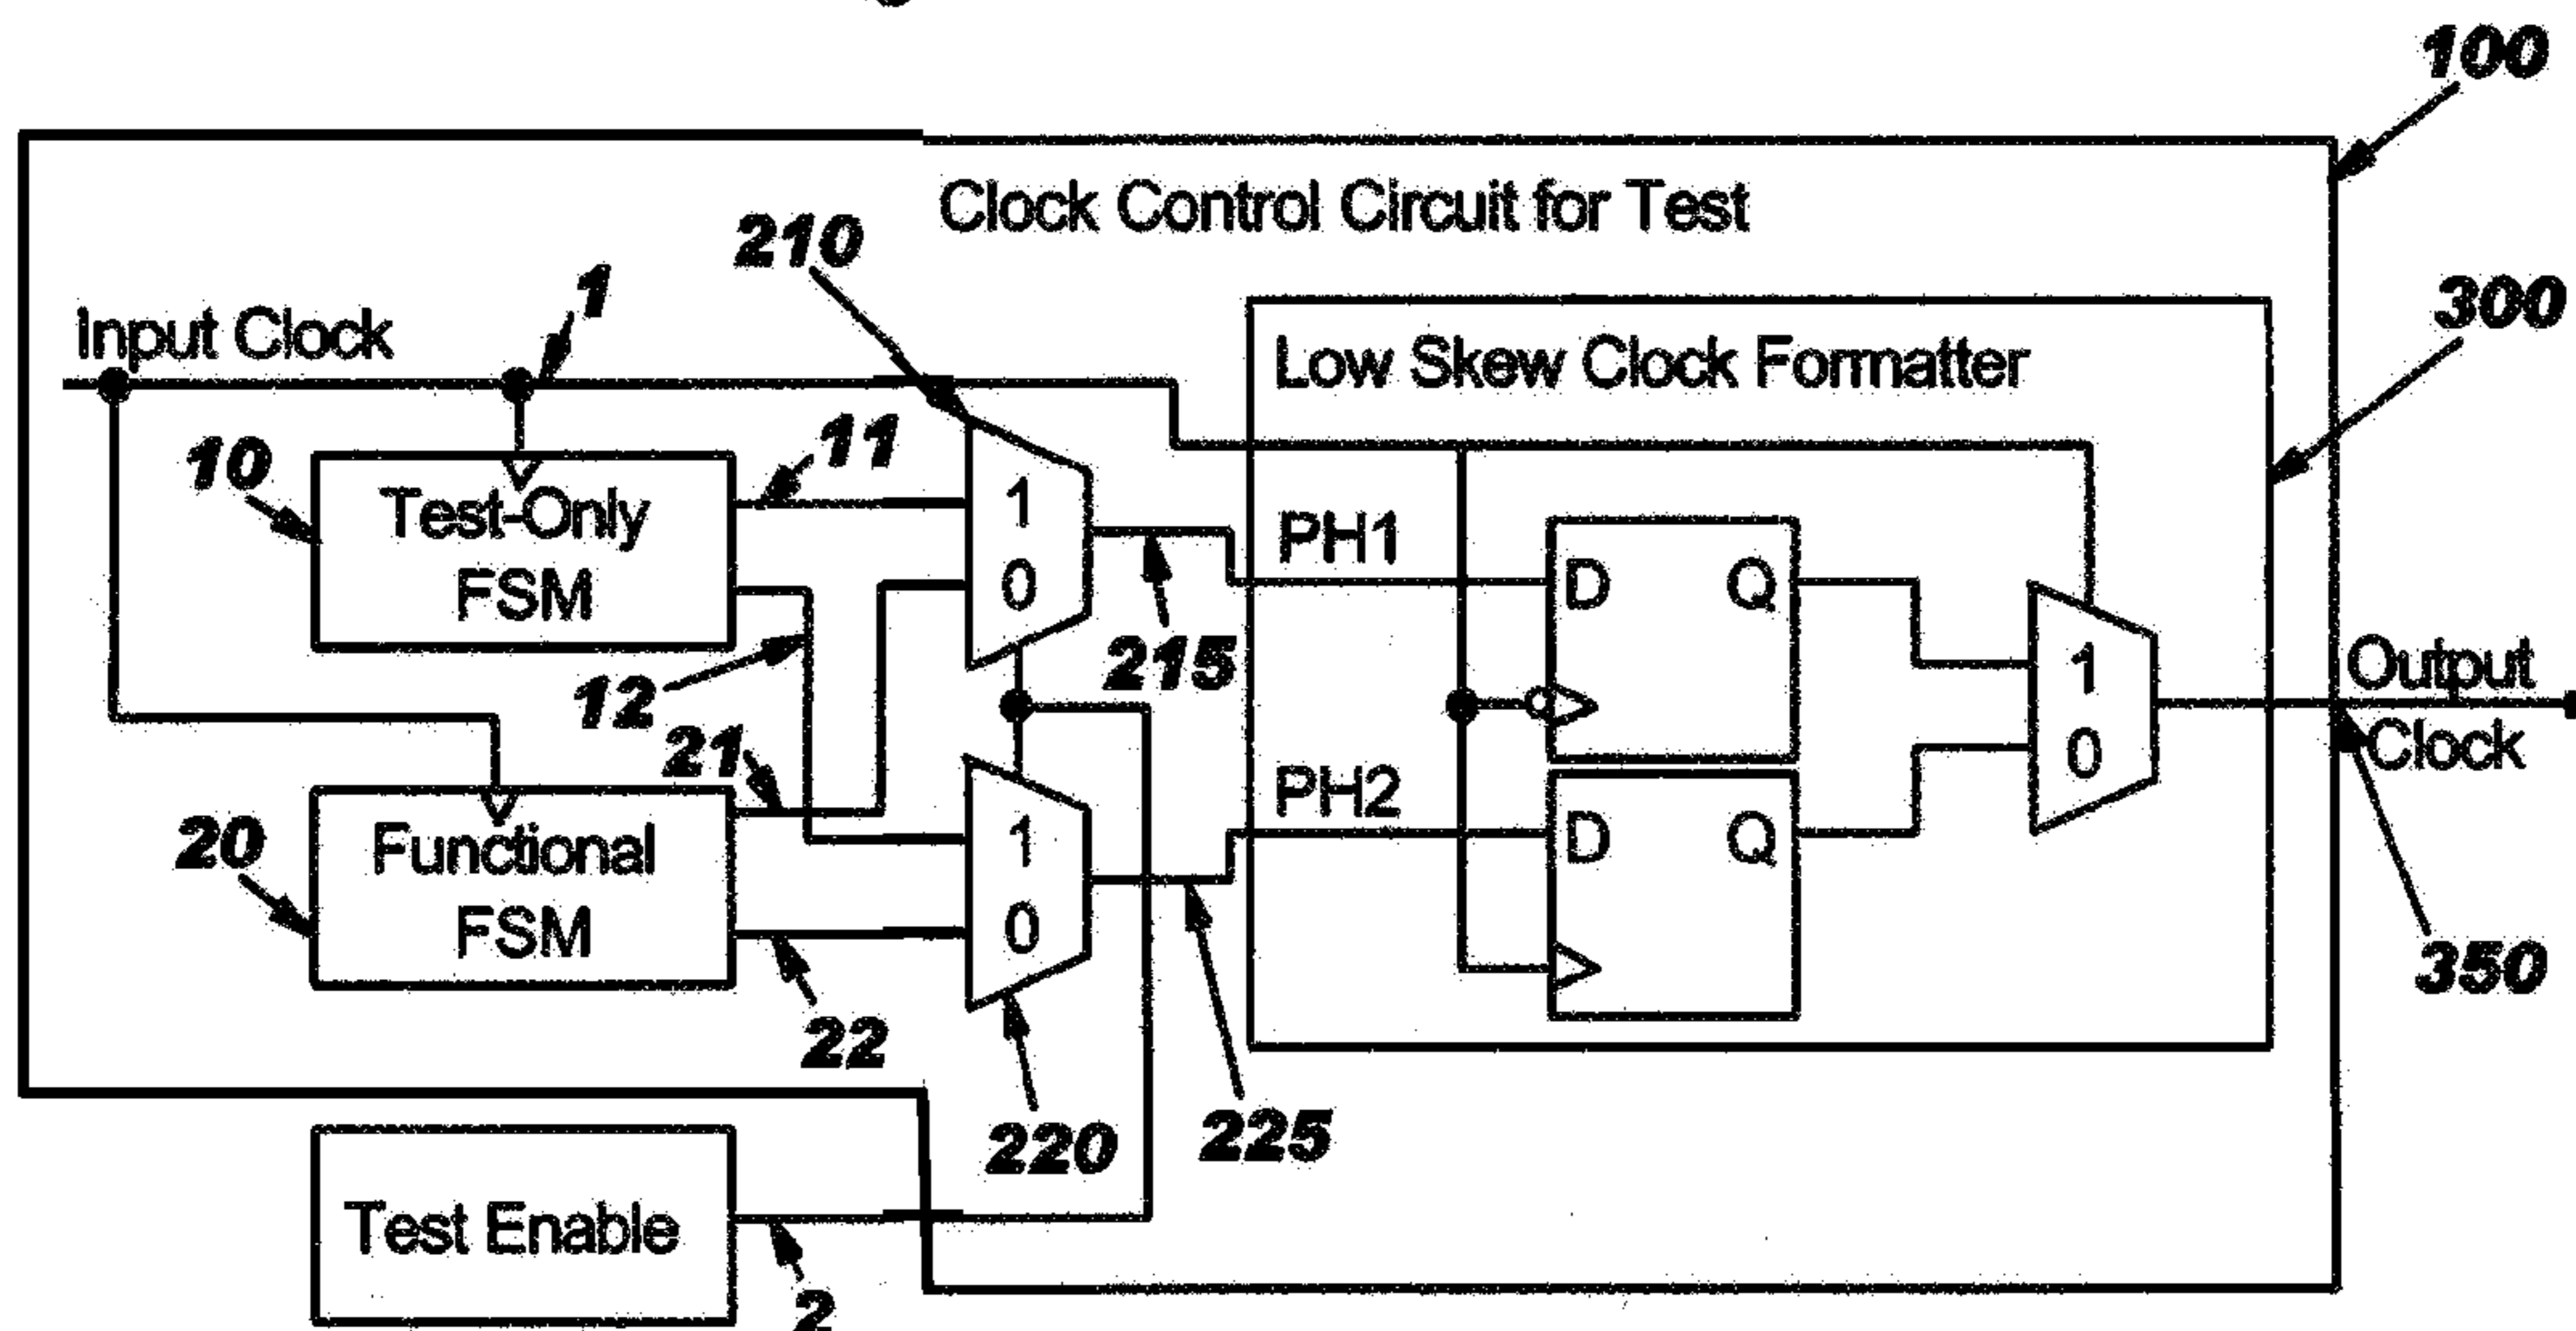 100
Clock Control Circuit for Test
210
1
300
Input Clock
Low Skew Clock Formatter
10
11
Test-Only
FSM
1
0
PH1
D Q
215
12
1
0
Output
Clock
21
20
Functional
FSM
1
0
PH2
D Q
22
220
225
350
Test Enable
2